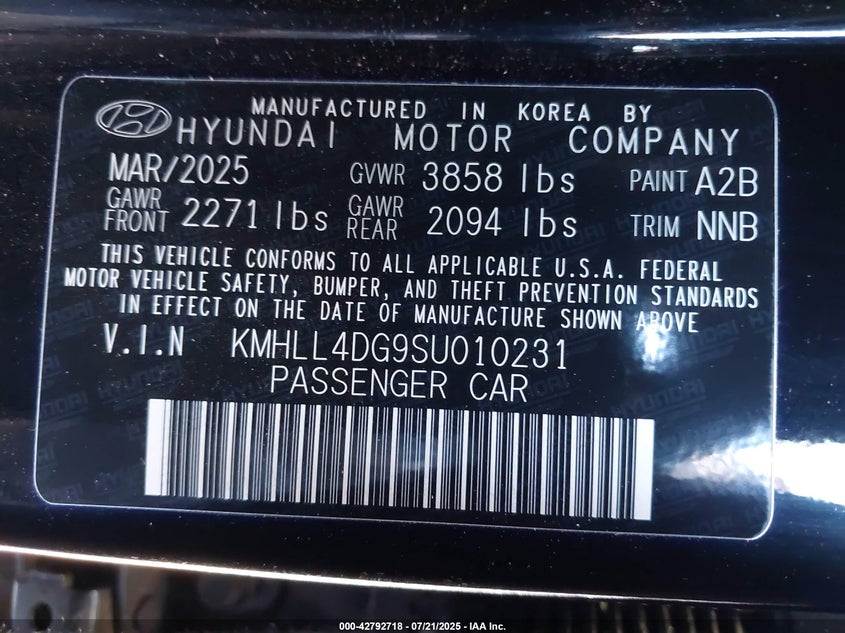 MANUFACTURED IN KOREA BY
HYUNDAI MOTOR COMPANY
MAR/2025 GVWR 3858 lbs PAINT A2B
GAWR FRONT 2271 lbs GAWR REAR 2094 lbs TRIM NNB
THIS VEHICLE CONFORMS TO ALL APPLICABLE U.S.A. FEDERAL
MOTOR VEHICLE SAFETY, BUMPER, AND THEFT PREVENTION STANDARDS
IN EFFECT ON THE DATE OF MANUFACTURE SHOWN ABOVE
V.I.N KMHLL4DG9SU010231
PASSENGER CAR
000-42792718 - 07/21/2025 - IAA Inc.